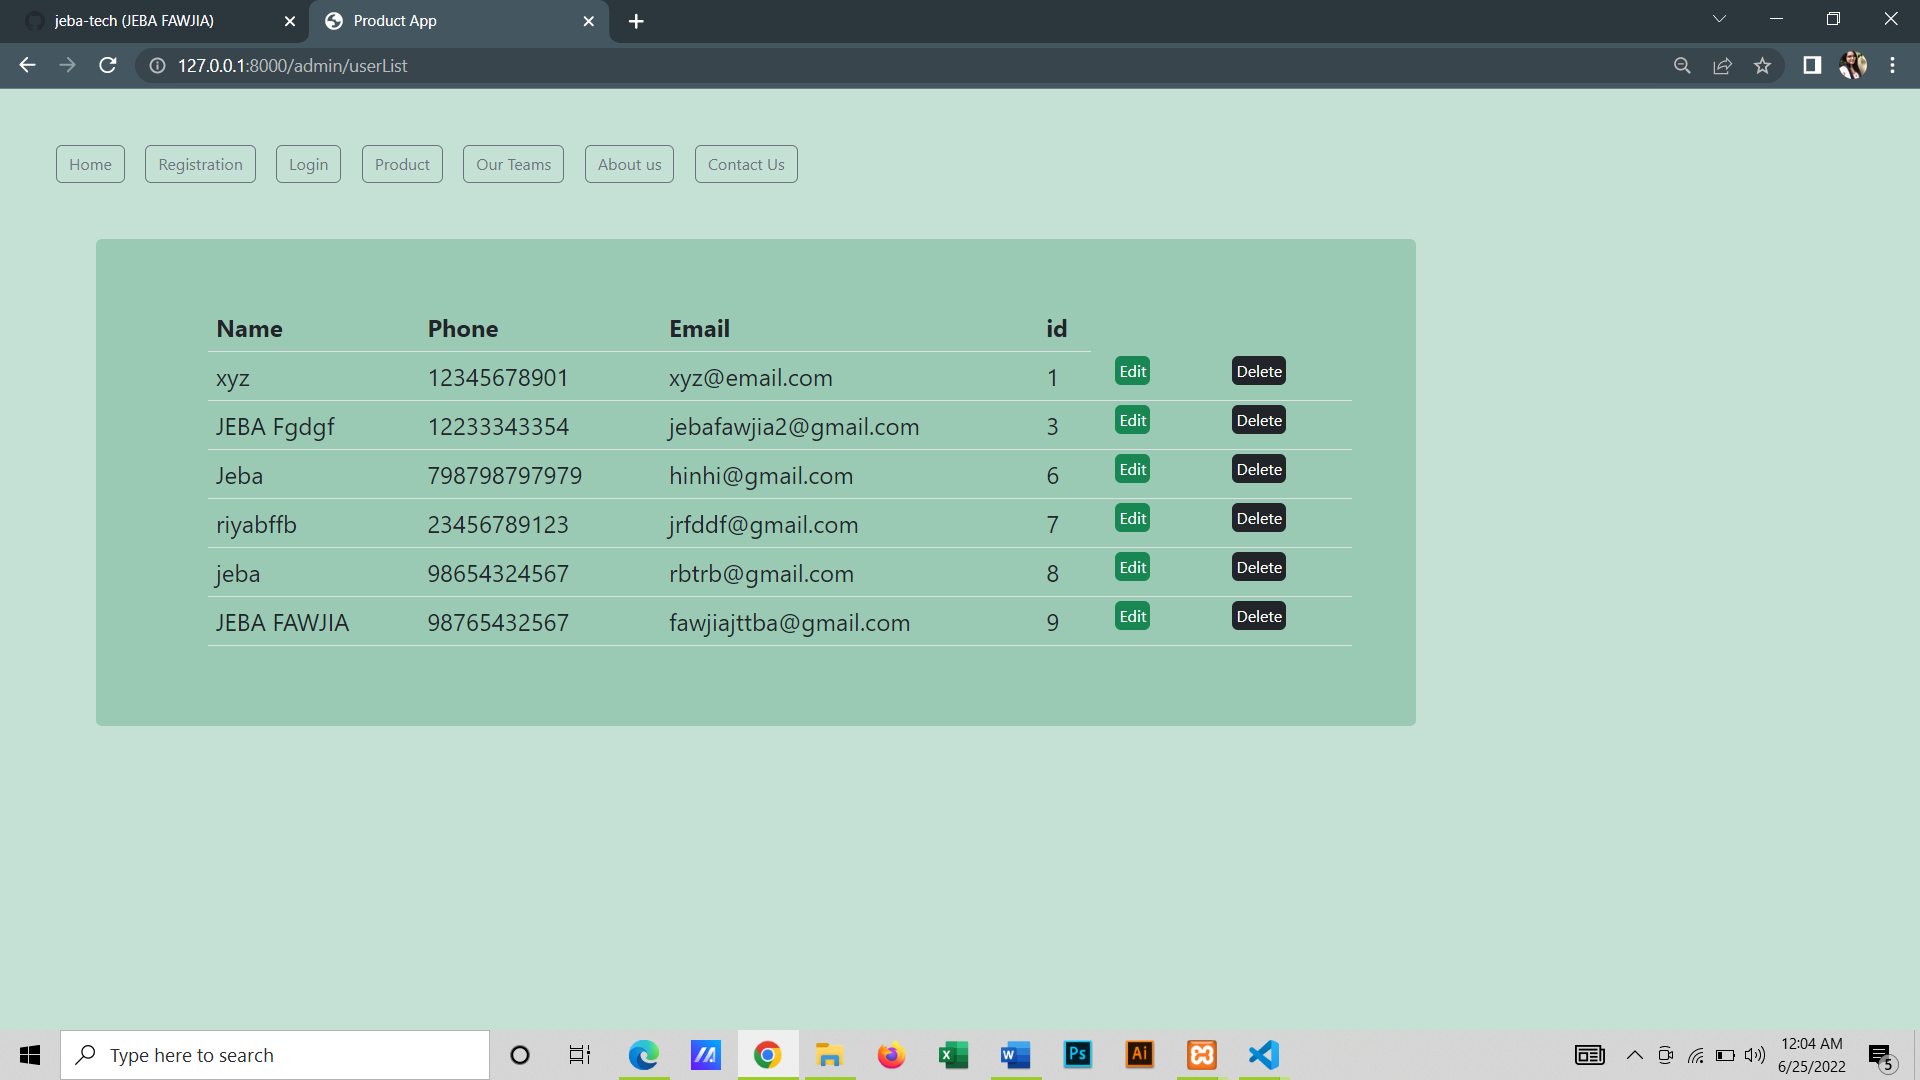 jeba-tech (JEBA FAWJIA)
Product App
127.0.0.1:8000/admin/userList
Home Registration Login Product Our Teams About us Contact Us
Name Phone Email id
xyz 12345678901 xyz@email.com 1 Edit Delete
JEBA Fgdgf 12233343354 jebafawjia2@gmail.com 3 Edit Delete
Jeba 798798797979 hinhi@gmail.com 6 Edit Delete
riyabffb 23456789123 jrfddf@gmail.com 7 Edit Delete
jeba 98654324567 rbtrb@gmail.com 8 Edit Delete
JEBA FAWJIA 98765432567 fawjiajttba@gmail.com 9 Edit Delete
Type here to search
Ps
Ai
12:04 AM
6/25/2022
5